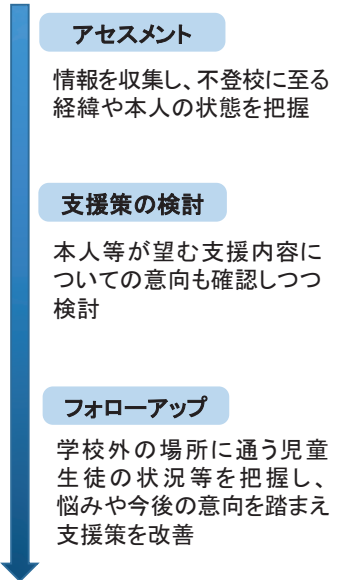 アセスメント
情報を収集し、不登校に至る
経緯や本人の状態を把握
支援策の検討
本人等が望む支援内容に
ついての意向も確認しつつ
検討
フォローアップ
学校外の場所に通う児童
生徒の状況等を把握し、
悩みや今後の意向を踏まえ
支援策を改善